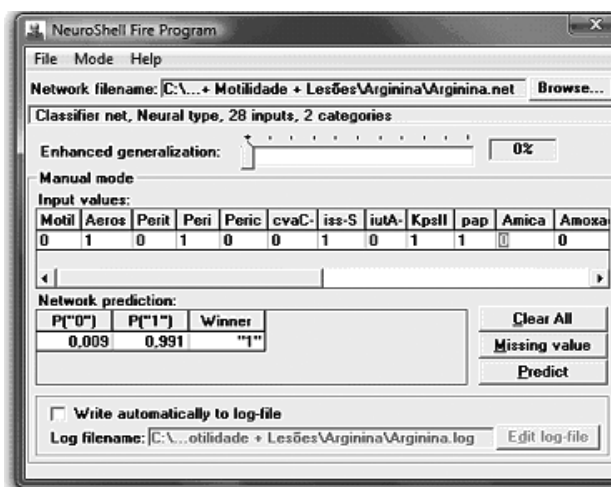 NeuroShell Fire Program
File Mode Help
Network filename: C:\...+ Motilidade + Lesões\Arginina\Arginina.net Browse...
Classifier net, Neural type, 28 inputs, 2 categories
Enhanced generalization: 0%
Manual mode
Input values:
Motil Aeros Perit Peri Peric cvaC- iss-S iutA- KpsII pap Amica Amoxa
0 1 0 1 0 0 1 0 1 1 0 0
Network prediction:
P("0") P("1") Winner
0,009 0,991 "1"
Clear All
Missing value
Predict
Write automatically to log-file
Log filename: C:\...otilidade + Lesões\Arginina\Arginina.log Edit log-file